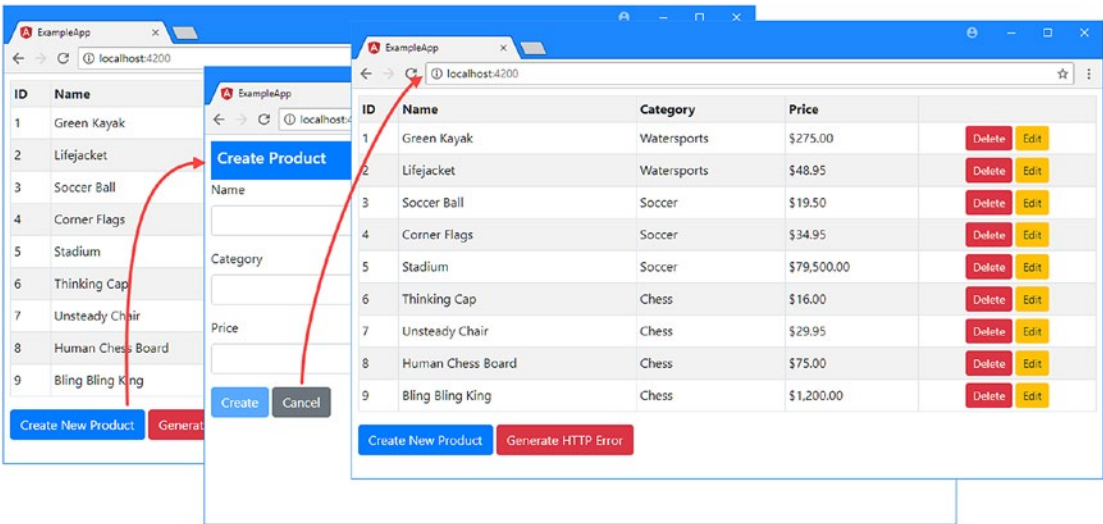 ExampleApp
localhost:4200
ID Name
1 Green Kayak
2 Lifejacket
3 Soccer Ball
4 Corner Flags
5 Stadium
6 Thinking Cap
7 Unsteady Chair
8 Human Chess Board
9 Bling Bling King
Create New Product Generat
ExampleApp
localhost:4
Create Product
Name
Category
Price
Create Cancel
ExampleApp
localhost:4200
ID Name Category Price
1 Green Kayak Watersports $275.00 Delete Edit
2 Lifejacket Watersports $48.95 Delete Edit
3 Soccer Ball Soccer $19.50 Delete Edit
4 Corner Flags Soccer $34.95 Delete Edit
5 Stadium Soccer $79,500.00 Delete Edit
6 Thinking Cap Chess $16.00 Delete Edit
7 Unsteady Chair Chess $29.95 Delete Edit
8 Human Chess Board Chess $75.00 Delete Edit
9 Bling Bling King Chess $1,200.00 Delete Edit
Create New Product Generate HTTP Error